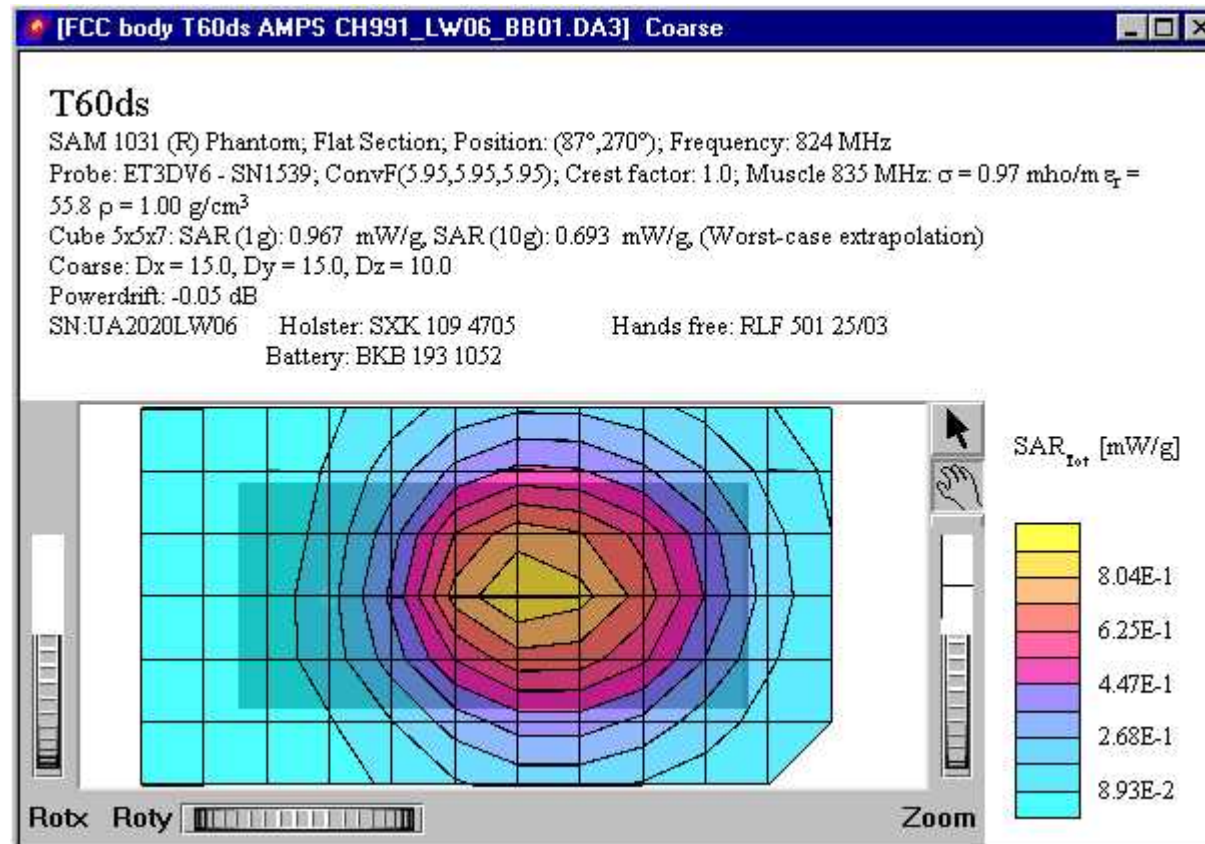 [FCC body T60ds AMPS CH991_LW06_BB01.DA3] Coarse
T60ds
SAM 1031 (R) Phantom; Flat Section; Position: (87°,270°); Frequency: 824 MHz
Probe: ET3DV6 - SN1539; ConvF(5.95,5.95,5.95); Crest factor: 1.0; Muscle 835 MHz: σ = 0.97 mho/m εr =
55.8 ρ = 1.00 g/cm³
Cube 5x5x7: SAR (1g): 0.967 mW/g, SAR (10g): 0.693 mW/g, (Worst-case extrapolation)
Coarse: Dx = 15.0, Dy = 15.0, Dz = 10.0
Powerdrift: -0.05 dB
SN:UA2020LW06 Holster: SXK 109 4705 Hands free: RLF 501 25/03
Battery: BKB 193 1052
SARTot [mW/g]
8.04E-1
6.25E-1
4.47E-1
2.68E-1
8.93E-2
Rotx Roty Zoom